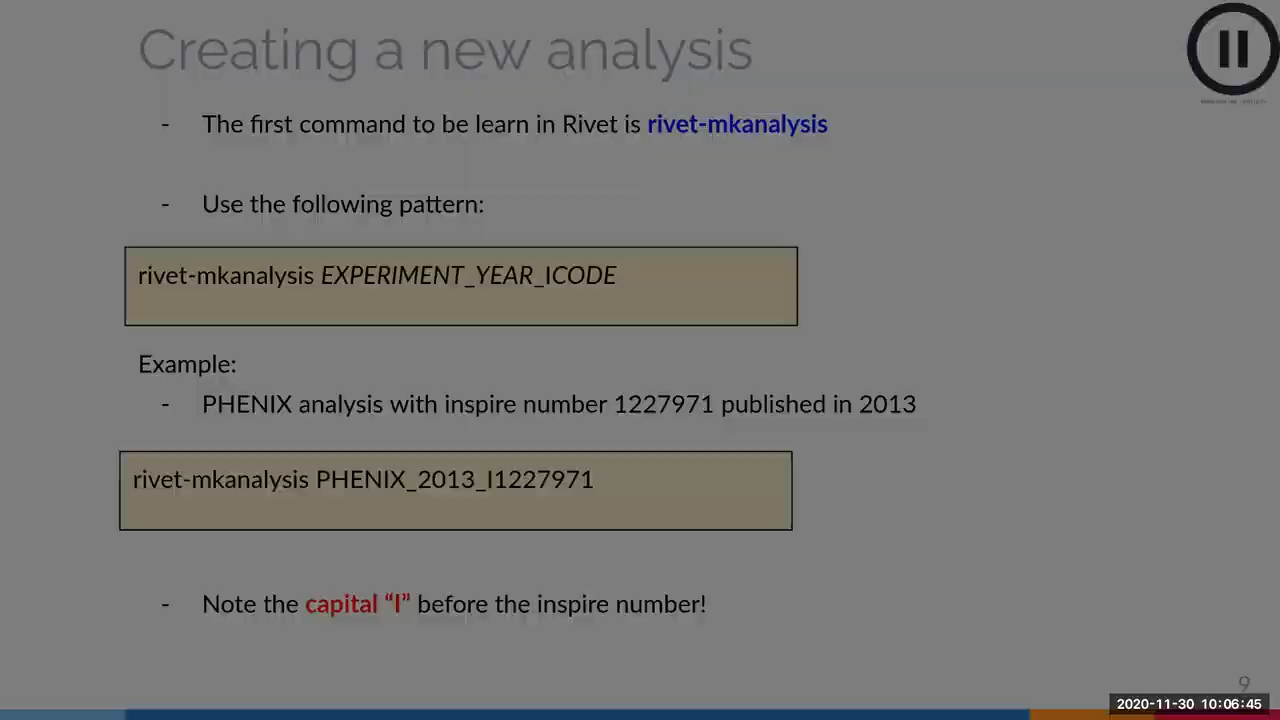 Creating a new analysis
- The first command to be learn in Rivet is rivet-mkanalysis
- Use the following pattern:
rivet-mkanalysis EXPERIMENT_YEAR_ICODE
Example:
- PHENIX analysis with inspire number 1227971 published in 2013
rivet-mkanalysis PHENIX_2013_I1227971
- Note the capital “I” before the inspire number!
9
2020-11-30 10:06:45